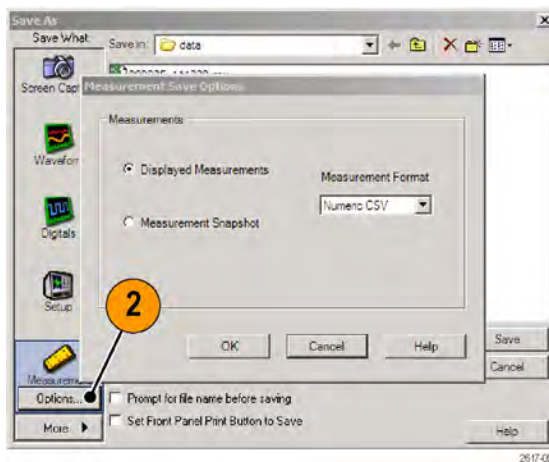 Save As
Save What:
Save in: data
Screen Capt
Measurement Save Options
Measurements
Wavefor
Displayed Measurements
Measurement Format
Numeric CSV
Measurement Snapshot
Digitals
Setup
2
OK
Cancel
Help
Save
Measurem
Cancel
Options...
Prompt for file name before saving
Set Front Panel Print Button to Save
More
Help